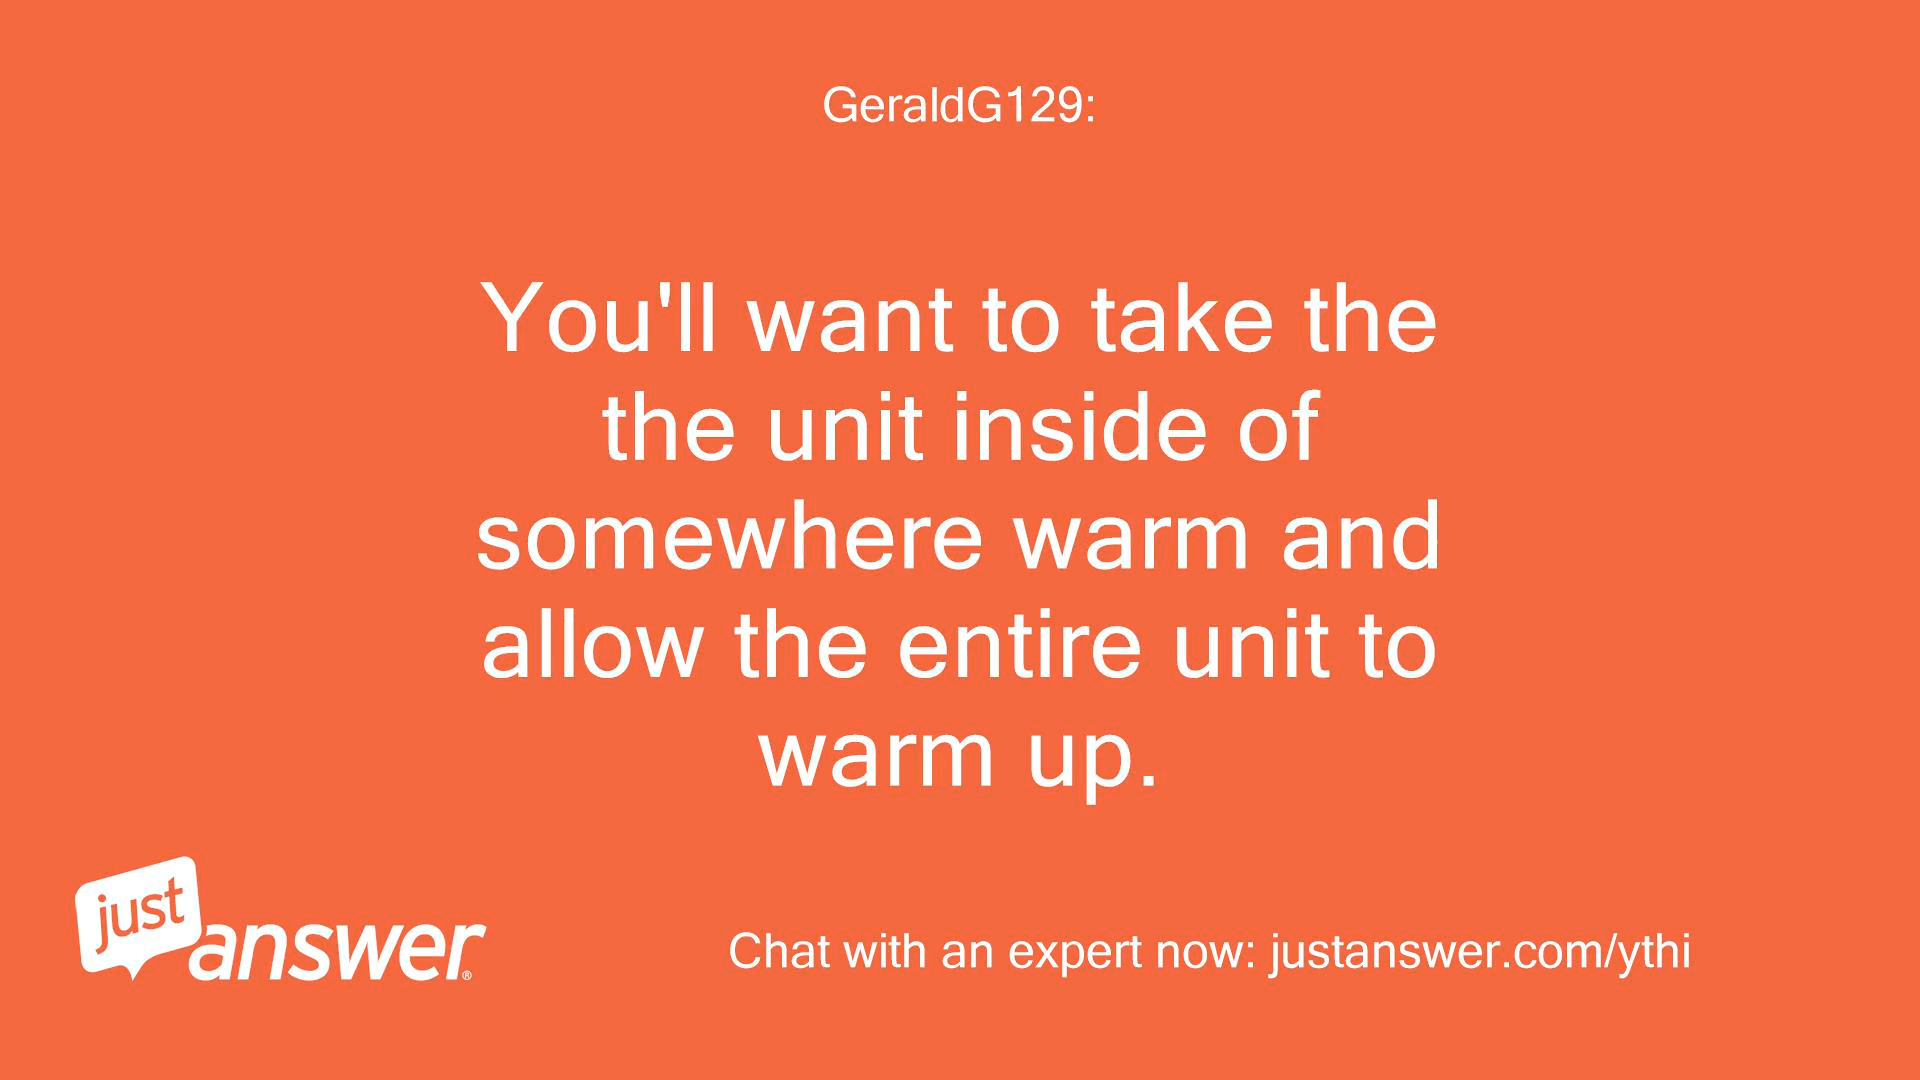 GeraldG129:
You'll want to take the
the unit inside of
somewhere warm and
allow the entire unit to
warm up.
just
answer®
Chat with an expert now: justanswer.com/ythi